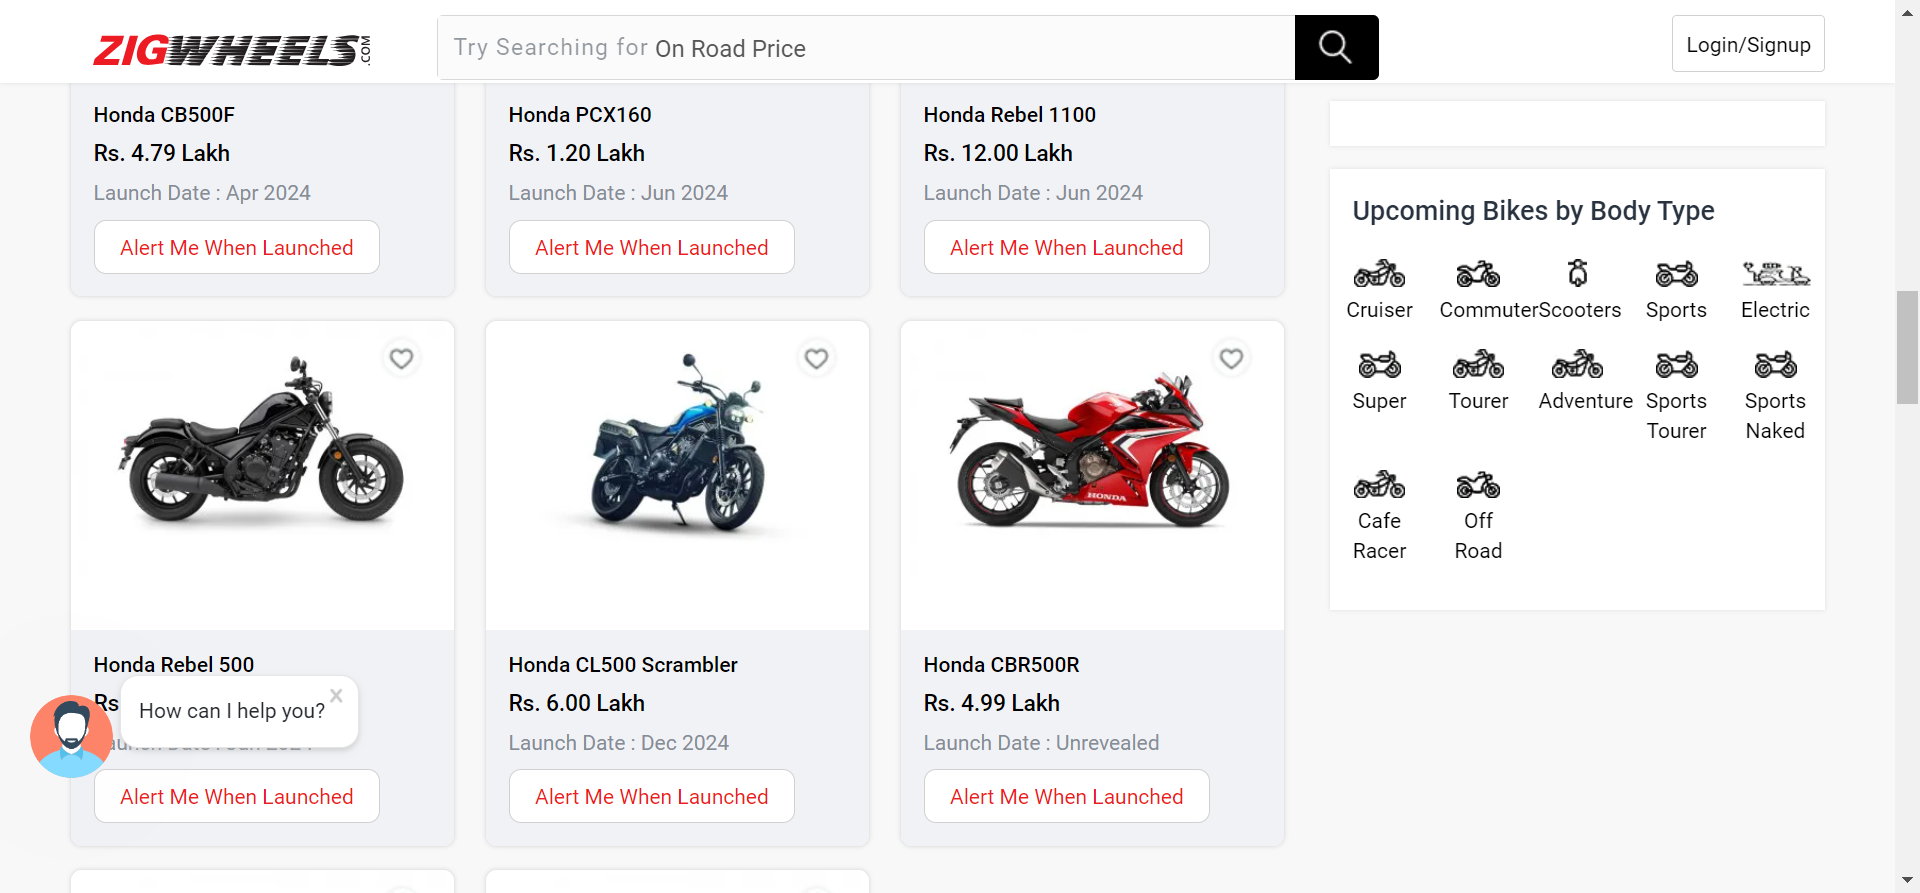 ZIGWHEELS.COM
Try Searching for On Road Price
Login/Signup
Honda CB500F
Rs. 4.79 Lakh
Launch Date : Apr 2024
Alert Me When Launched
Honda PCX160
Rs. 1.20 Lakh
Launch Date : Jun 2024
Alert Me When Launched
Honda Rebel 1100
Rs. 12.00 Lakh
Launch Date : Jun 2024
Alert Me When Launched
Honda Rebel 500
Rs
Alert Me When Launched
HONDA
Honda CL500 Scrambler
Rs. 6.00 Lakh
Launch Date : Dec 2024
Alert Me When Launched
Honda CBR500R
Rs. 4.99 Lakh
Launch Date : Unrevealed
Alert Me When Launched
Upcoming Bikes by Body Type
Cruiser
Commuter
Scooters
Sports
Electric
Super
Tourer
Adventure
Sports
Tourer
Sports
Naked
Cafe
Racer
Off
Road
How can I help you?